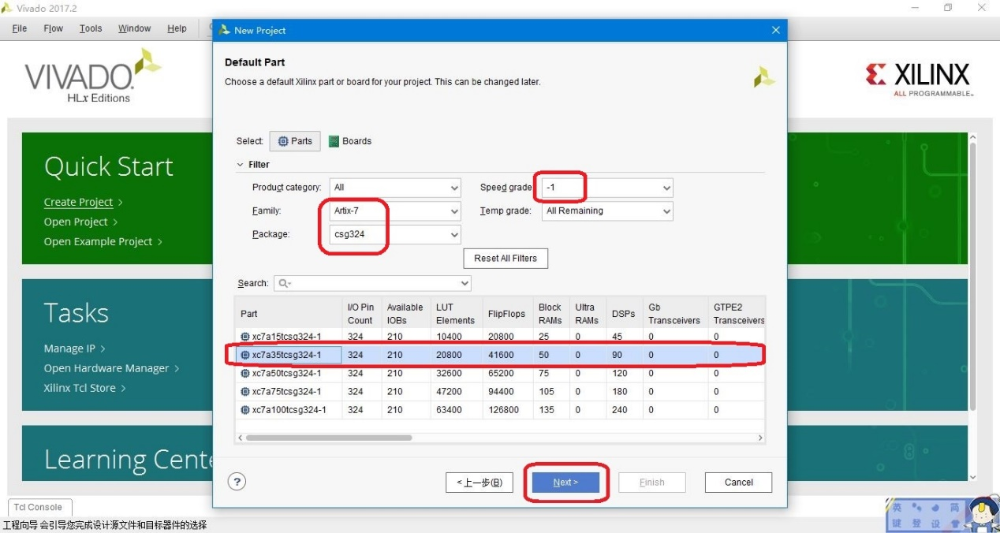 Vivado 2017.2
File Flow Tools Window Help
VIVADO
HLx Editions
XILINX
ALL PROGRAMMABLE
Quick Start
Create Project >
Open Project >
Open Example Project >
Tasks
Manage IP >
Open Hardware Manager >
Xilinx Tcl Store >
Learning Cente
New Project
Default Part
Choose a default Xilinx part or board for your project. This can be changed later.
Select: Parts Boards
Filter
Product category: All Speed grade: -1
Family: Artix-7 Temp grade: All Remaining
Package: csg324
Reset All Filters
Search:
Part I/O Pin Count Available IOBs LUT Elements FlipFlops Block RAMs Ultra RAMs DSPs Gb Transceivers GTPE2 Transceivers
xc7a15tcsg324-1 324 210 10400 20800 25 0 45 0 0
xc7a35tcsg324-1 324 210 20800 41600 50 0 90 0 0
xc7a50tcsg324-1 324 210 32600 65200 75 0 120 0 0
xc7a75tcsg324-1 324 210 47200 94400 105 0 180 0 0
xc7a100tcsg324-1 324 210 63400 126800 135 0 240 0 0
? < 上一步(B) Next > Finish Cancel
Tcl Console
工程向导 会引导您完成设计源文件和目标器件的选择
英 简
键 登 设